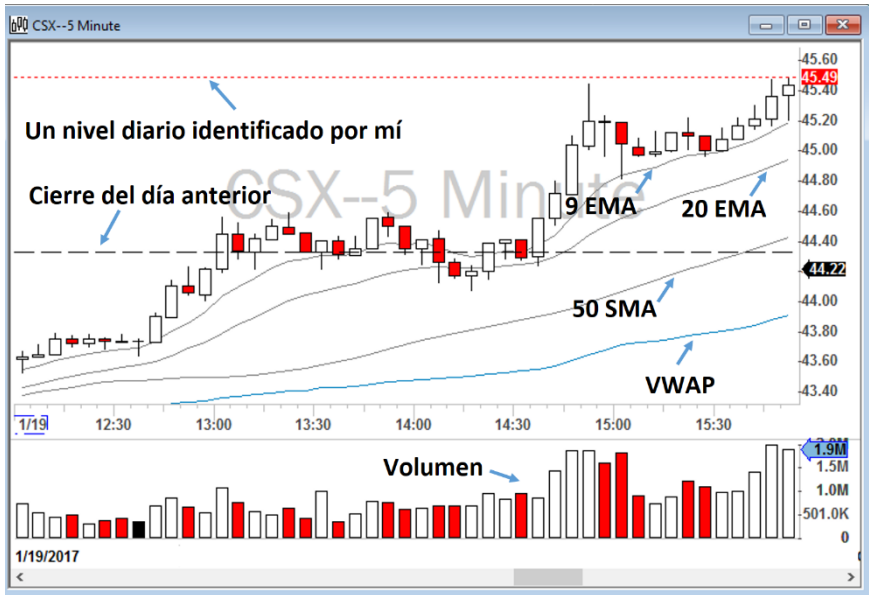 CSX--5 Minute
45.60
45.49
45.40
Un nivel diario identificado por mí
45.20
45.00
Cierre del día anterior
CSX--5 Minute
44.80
9 EMA
20 EMA
44.60
44.40
44.22
50 SMA
44.00
43.80
43.60
VWAP
43.40
1/19 12:30 13:00 13:30 14:00 14:30 15:00 15:30
Volumen
1.9M
1.5M
1.0M
501.0K
0
1/19/2017